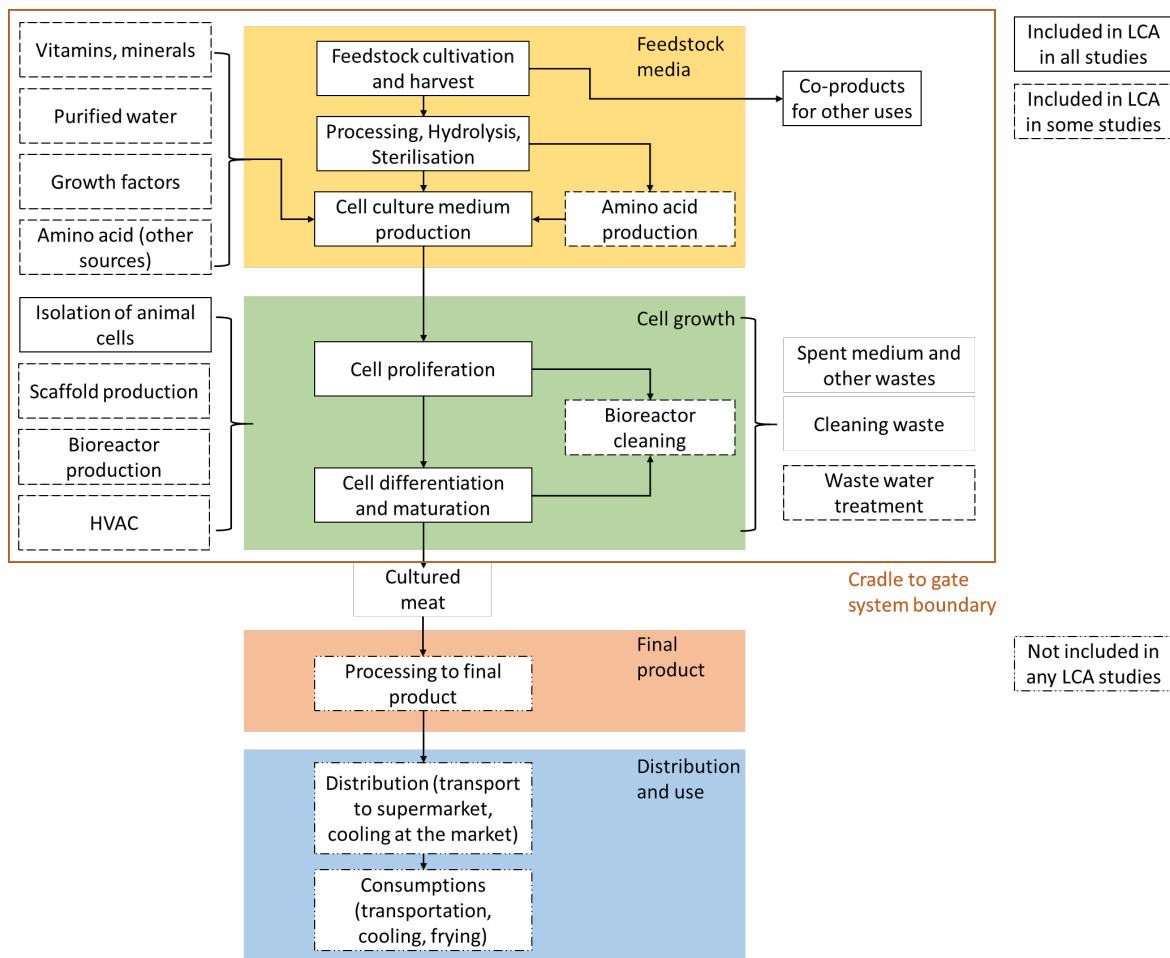 Vitamins, minerals
Purified water
Growth factors
Amino acid (other
sources)
Feedstock
media
Feedstock cultivation
and harvest
Processing, Hydrolysis,
Sterilisation
Cell culture medium
production
Amino acid
production
Co-products
for other uses
Included in LCA
in all studies
Included in LCA
in some studies
Isolation of animal
cells
Scaffold production
Bioreactor
production
HVAC
Cell growth
Cell proliferation
Bioreactor
cleaning
Cell differentiation
and maturation
Spent medium and
other wastes
Cleaning waste
Waste water
treatment
Cradle to gate
system boundary
Cultured
meat
Final
product
Processing to final
product
Not included in
any LCA studies
Distribution
and use
Distribution (transport
to supermarket,
cooling at the market)
Consumptions
(transportation,
cooling, frying)